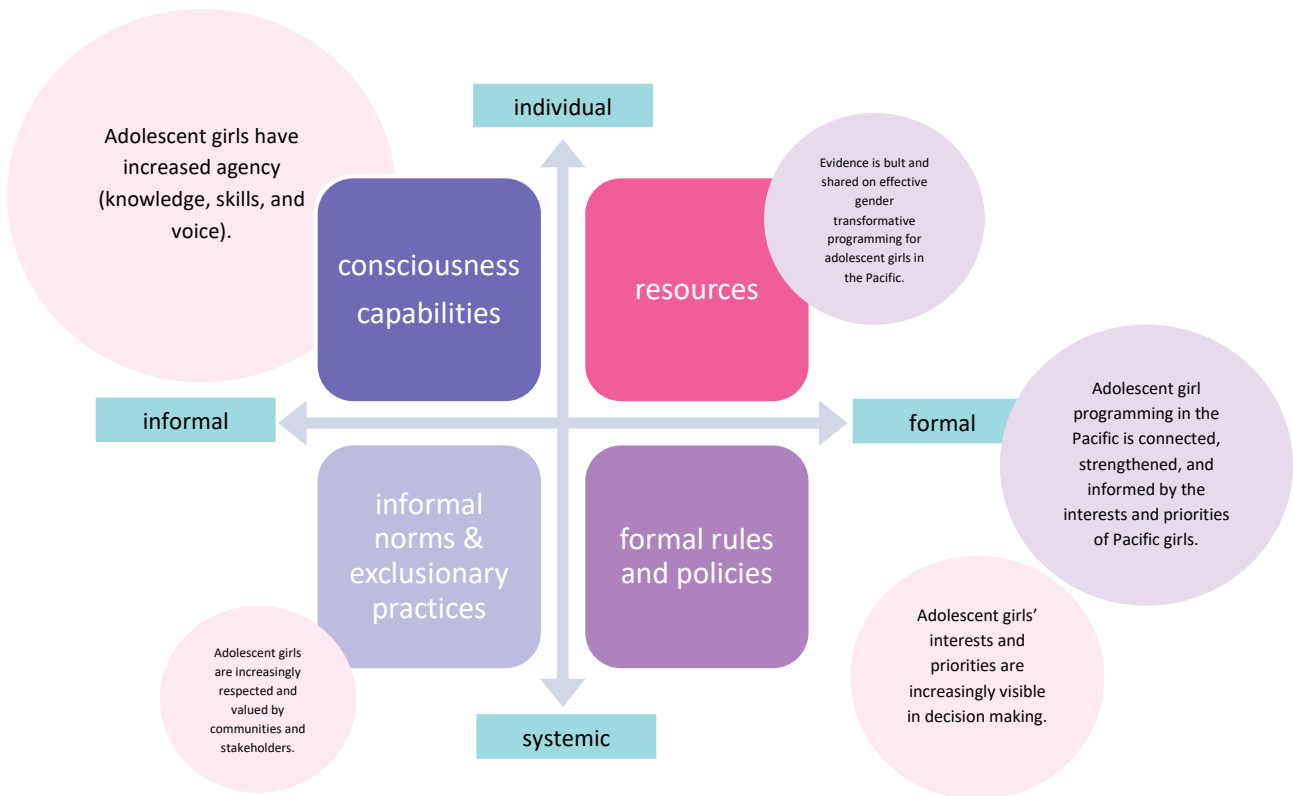 individual
Adolescent girls have
increased agency
(knowledge, skills, and
voice).
consciousness
capabilities
resources
Evidence is bult and
shared on effective
gender
transformative
programming for
adolescent girls in
the Pacific.
informal
formal
Adolescent girl
programming in the
Pacific is connected,
strengthened, and
informed by the
interests and priorities
of Pacific girls.
informal
norms &
exclusionary
practices
formal rules
and policies
Adolescent girls
are increasingly
respected and
valued by
communities and
stakeholders.
Adolescent girls’
interests and
priorities are
increasingly visible
in decision making.
systemic